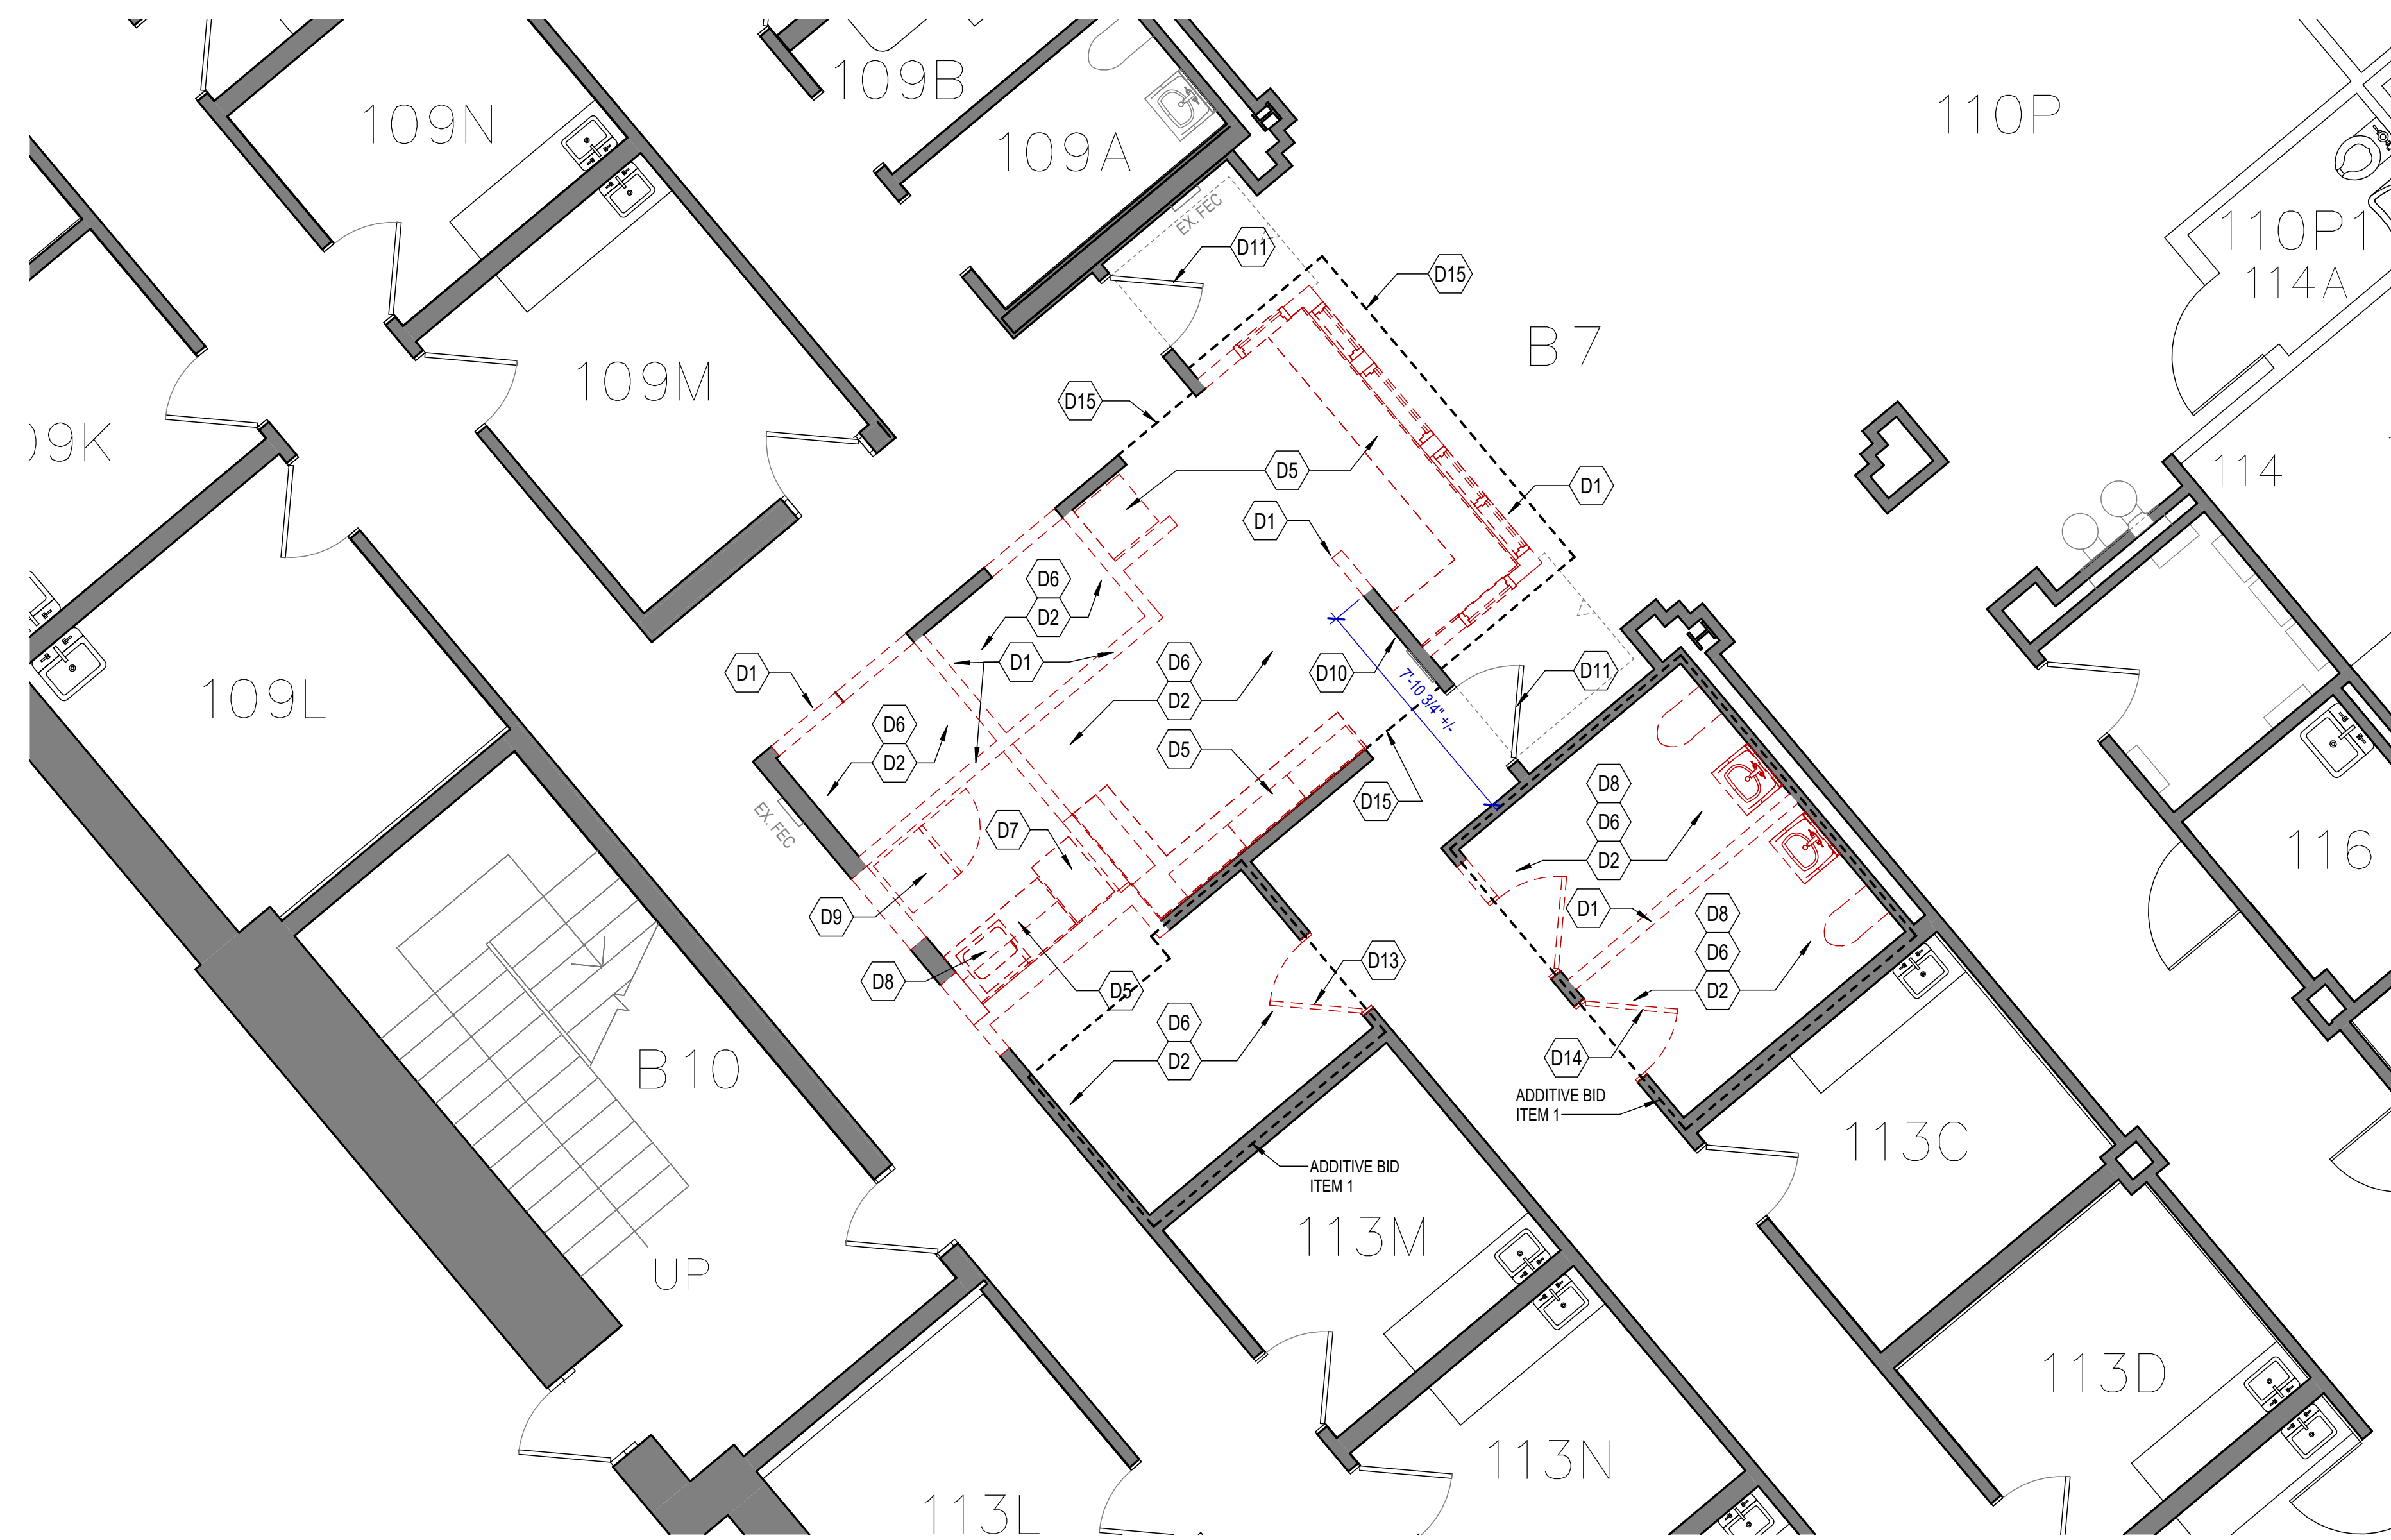 109N
109B
109A
110P
110P1
114A
EX. FEC
D11
D15
B7
109M
D15
109K
D5
114
D1
D1
D6
D2
D1
D6
D2
D10
7'-10 3/4" +/-
D11
D1
109L
D6
D2
D5
D15
D8
D6
D2
EX. FEC
D7
116
D9
D1
D8
D6
D2
D8
D5
D13
D6
D2
D14
B10
ADDITIVE BID
ITEM 1
113C
ADDITIVE BID
ITEM 1
113M
UP
113D
113N
113L